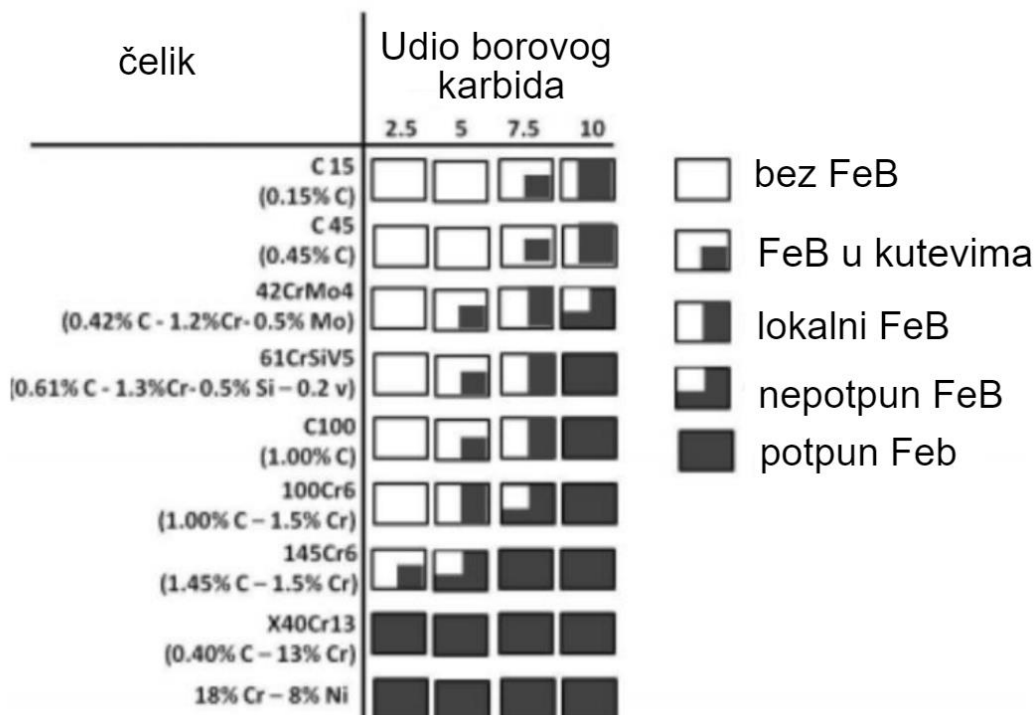 čelik
Udio borovog
karbida
2.5 5 7.5 10
C 15
(0.15% C)
C 45
(0.45% C)
42CrMo4
(0.42% C - 1.2%Cr- 0.5% Mo)
61CrSiV5
(0.61% C - 1.3%Cr- 0.5% Si – 0.2 v)
C100
(1.00% C)
100Cr6
(1.00% C – 1.5% Cr)
145Cr6
(1.45% C – 1.5% Cr)
X40Cr13
(0.40% C – 13% Cr)
18% Cr – 8% Ni
bez FeB
FeB u kutevima
lokalni FeB
nepotpun FeB
potpun Feb